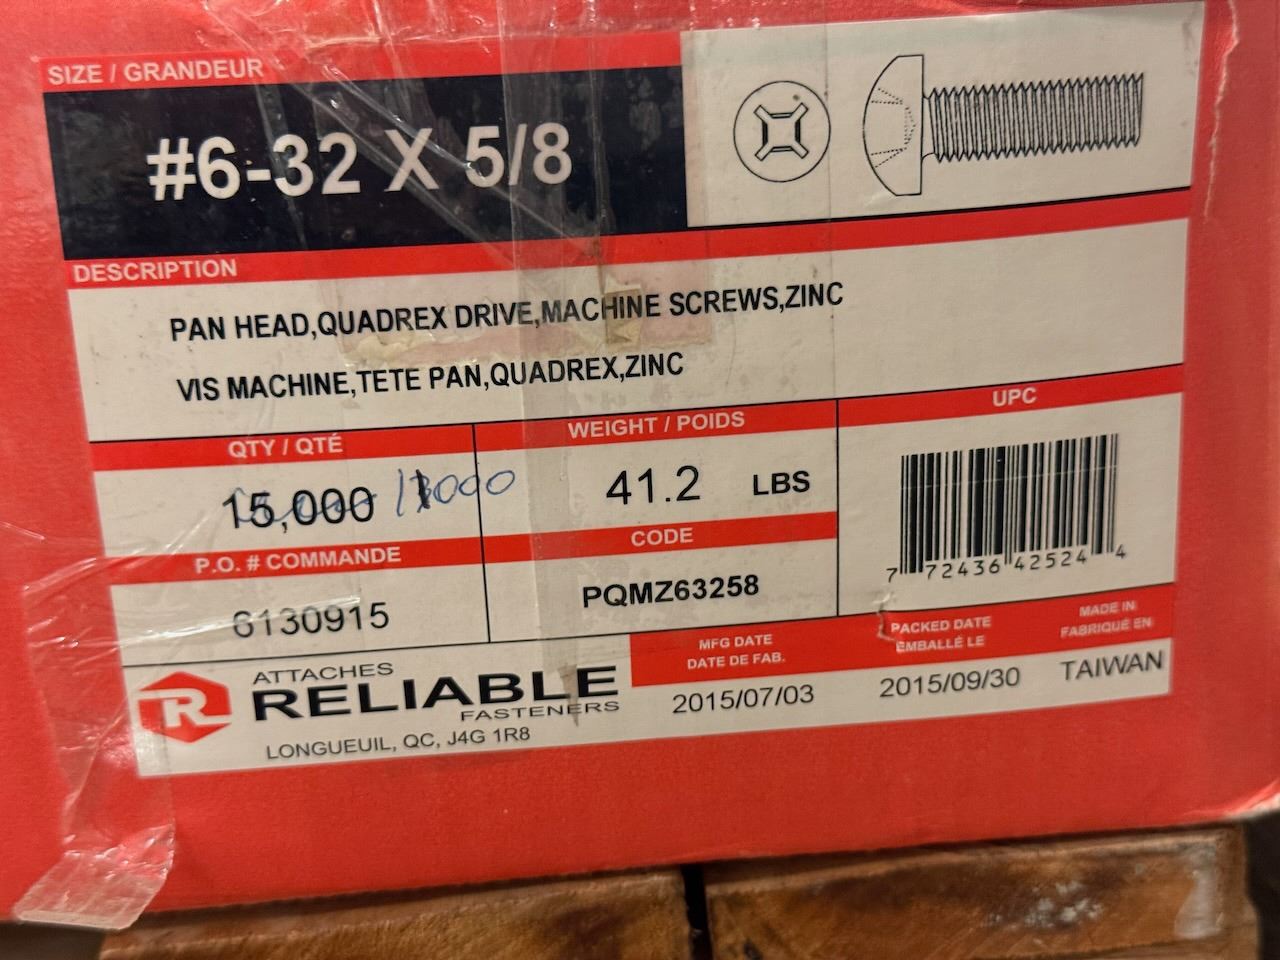 SIZE / GRANDEUR
#6-32 X 5/8
DESCRIPTION
PAN HEAD,QUADREX DRIVE,MACHINE SCREWS,ZINC
VIS MACHINE,TETE PAN,QUADREX,ZINC
QTY / QTÉ
15,000
WEIGHT / POIDS
41.2 LBS
UPC
7 72436 42524 4
P.O. # COMMANDE
6130915
CODE
PQMZ63258
R
ATTACHES
RELIABLE
FASTENERS
LONGUEUIL, QC, J4G 1R8
MFG DATE
DATE DE FAB.
2015/07/03
PACKED DATE
EMBALLÉ LE
2015/09/30
MADE IN
FABRIQUÉ EN
TAIWAN